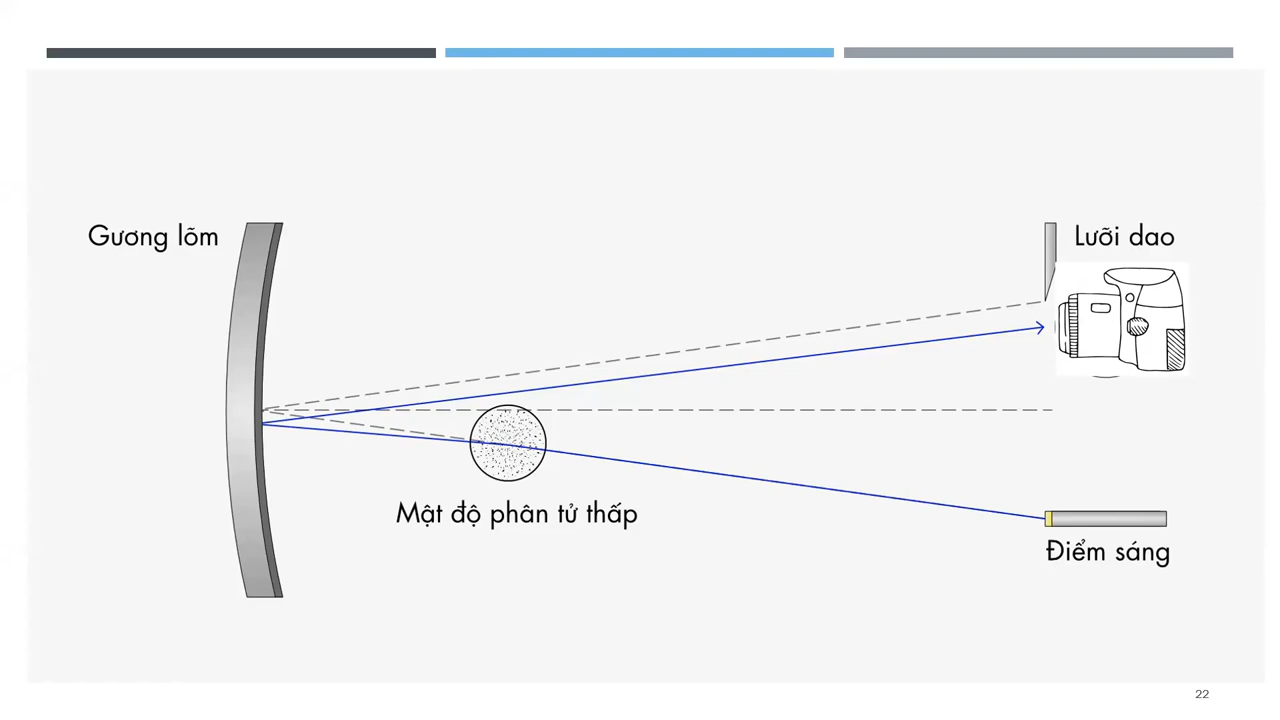 Gương lõm
Lưỡi dao
Mật độ phân tử thấp
Điểm sáng
22